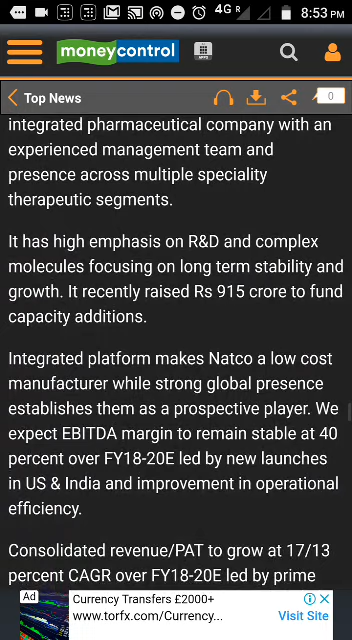 4G R
8:53 PM
moneycontrol
APPS
Top News
0
integrated pharmaceutical company with an
experienced management team and
presence across multiple speciality
therapeutic segments.
It has high emphasis on R&D and complex
molecules focusing on long term stability and
growth. It recently raised Rs 915 crore to fund
capacity additions.
Integrated platform makes Natco a low cost
manufacturer while strong global presence
establishes them as a prospective player. We
expect EBITDA margin to remain stable at 40
percent over FY18-20E led by new launches
in US & India and improvement in operational
efficiency.
Consolidated revenue/PAT to grow at 17/13
percent CAGR over FY18-20E led by prime
Ad
Currency Transfers £2000+
www.torfx.com/Currency...
Visit Site